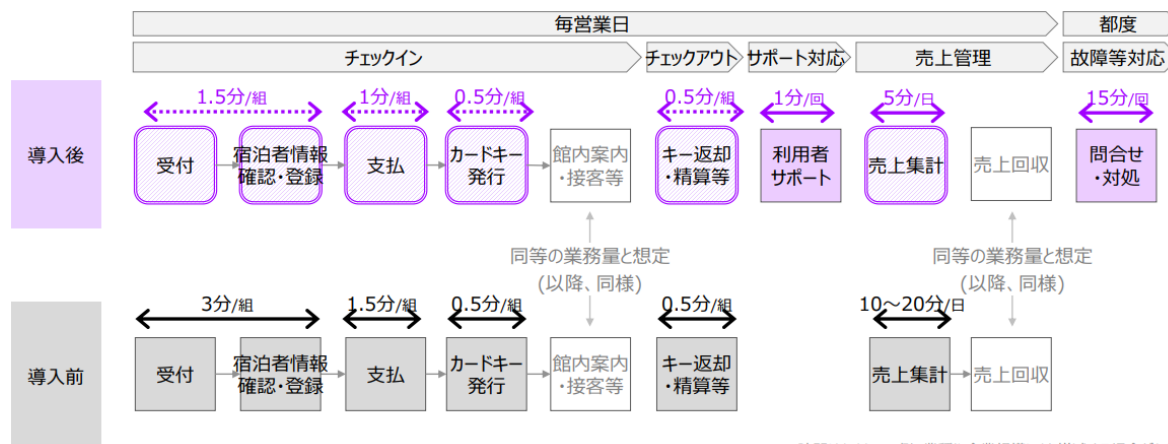 毎営業日
都度
チェックイン
チェックアウト
サポート対応
売上管理
故障等対応
1.5分/組
1分/組
0.5分/組
0.5分/組
1分/回
5分/日
15分/回
導入後
受付
宿泊者情報
確認・登録
支払
カードキー
発行
館内案内
・接客等
キー返却
・精算等
利用者
サポート
売上集計
売上回収
問合せ
・対処
同等の業務量と想定
(以降、同様)
同等の業務量と想定
(以降、同様)
3分/組
1.5分/組
0.5分/組
0.5分/組
10～20分/日
導入前
受付
宿泊者情報
確認・登録
支払
カードキー
発行
館内案内
・接客等
キー返却
・精算等
売上集計
売上回収